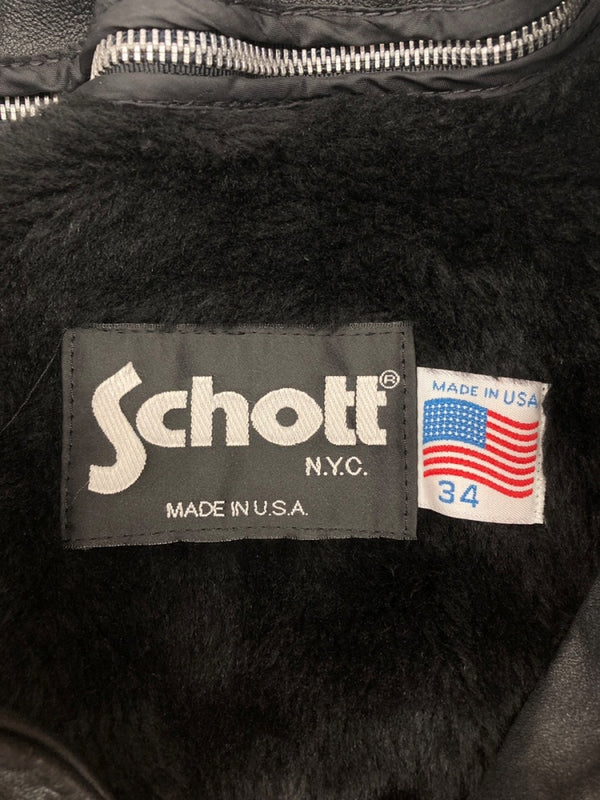 Schott®
N.Y.C.
MADE IN U.S.A.
MADE IN USA
34